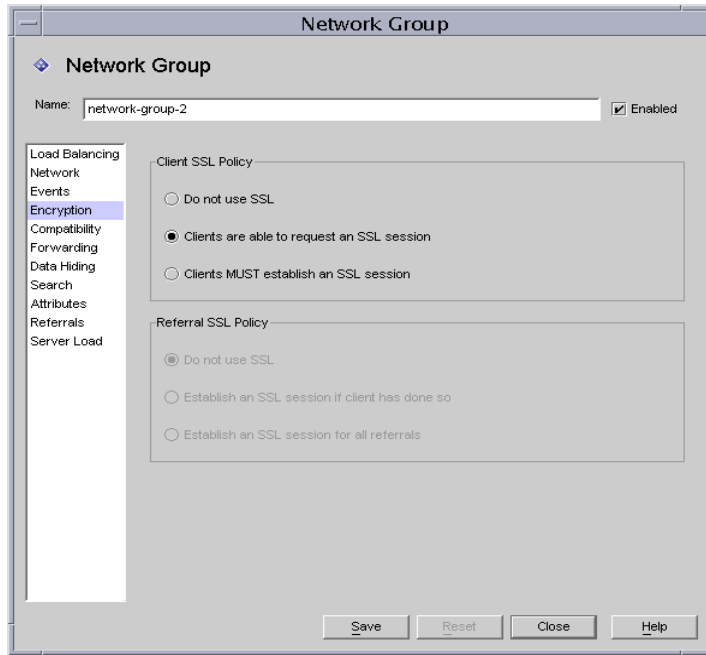 Network Group
Network Group
Name: network-group-2 Enabled
Load Balancing
Network
Events
Encryption
Compatibility
Forwarding
Data Hiding
Search
Attributes
Referrals
Server Load
Client SSL Policy
Do not use SSL
Clients are able to request an SSL session
Clients MUST establish an SSL session
Referral SSL Policy
Do not use SSL
Establish an SSL session if client has done so
Establish an SSL session for all referrals
Save Reset Close Help